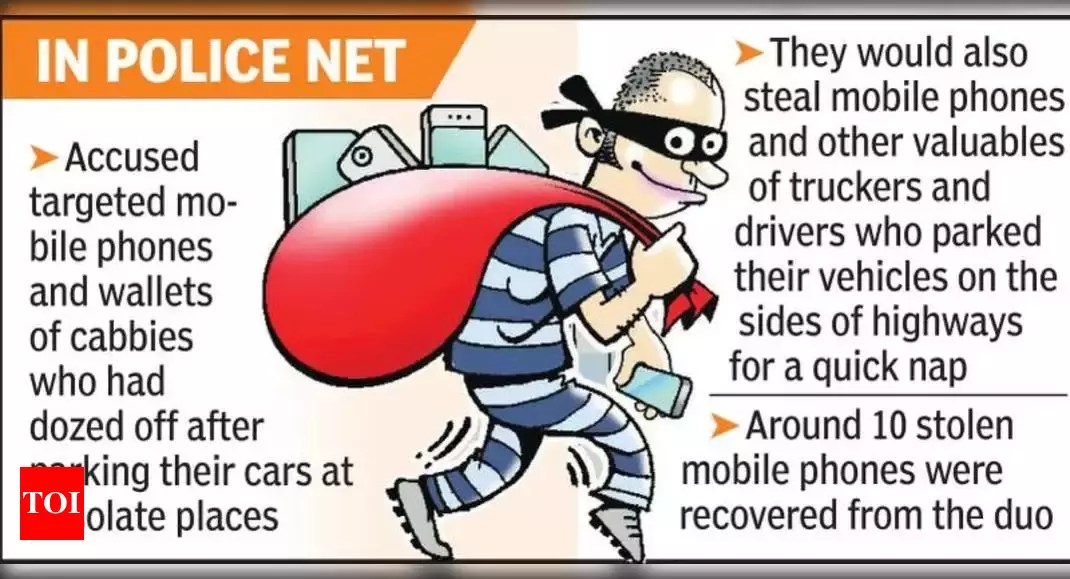 IN POLICE NET
➤ Accused
targeted mo-
bile phones
and wallets
of cabbies
who had
dozed off after
king their cars at
olate places
TOI
➤ They would also
steal mobile phones
and other valuables
of truckers and
drivers who parked
their vehicles on the
sides of highways
for a quick nap
➤ Around 10 stolen
mobile phones were
recovered from the duo